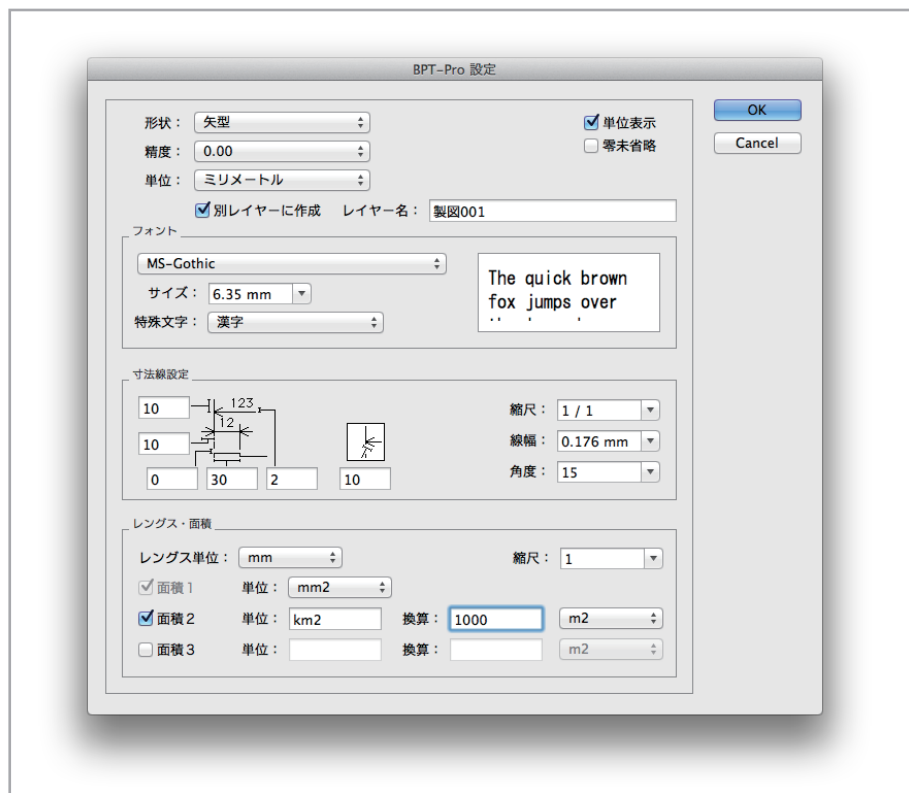 BPT-Pro 設定
形状： 矢型
単位表示
OK
精度： 0.00
零未省略
Cancel
単位： ミリメートル
別レイヤーに作成 レイヤー名： 製図001
フォント
MS-Gothic
サイズ： 6.35 mm
特殊文字： 漢字
The quick brown
fox jumps over
寸法線設定
10
123
12
10
0 30 2 10
縮尺： 1 / 1
線幅： 0.176 mm
角度： 15
レングス・面積
レングス単位： mm 縮尺： 1
面積1 単位： mm2
面積2 単位： km2 換算： 1000 m2
面積3 単位： 換算： m2